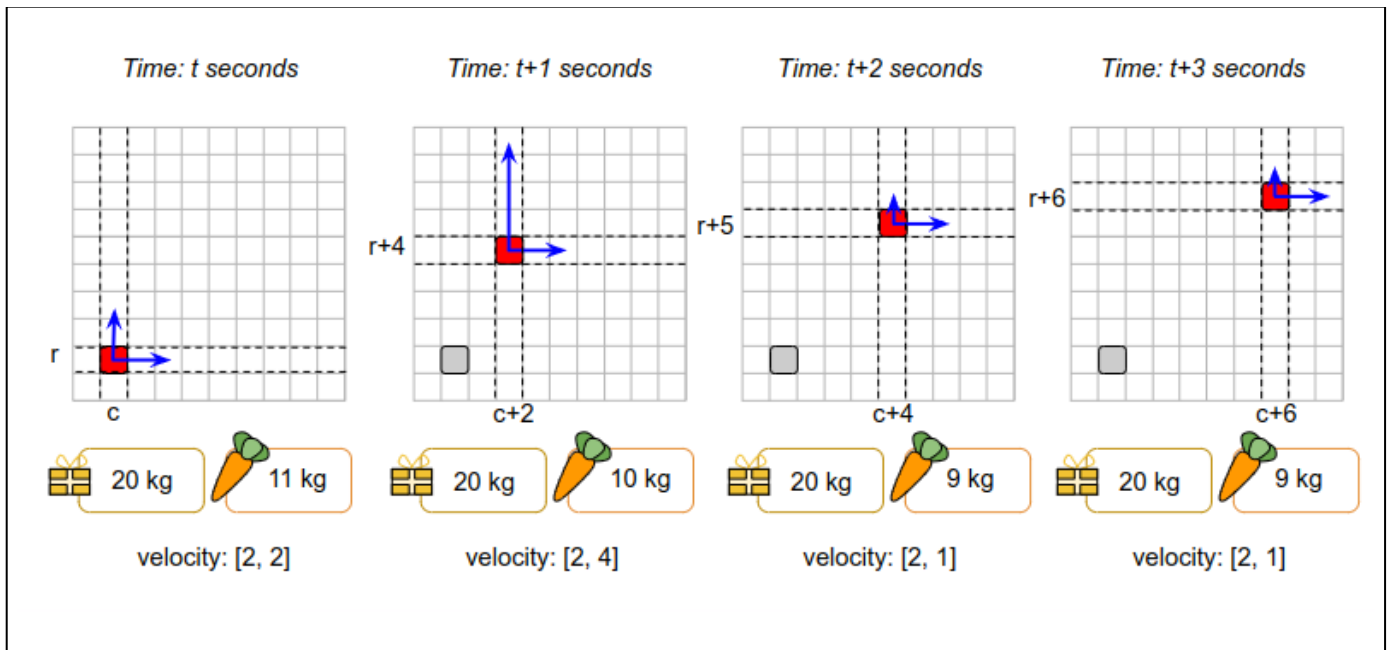 Time: t seconds
Time: t+1 seconds
Time: t+2 seconds
Time: t+3 seconds
r
c
r+4
c+2
r+5
c+4
r+6
c+6
20 kg
11 kg
20 kg
10 kg
20 kg
9 kg
20 kg
9 kg
velocity: [2, 2]
velocity: [2, 4]
velocity: [2, 1]
velocity: [2, 1]